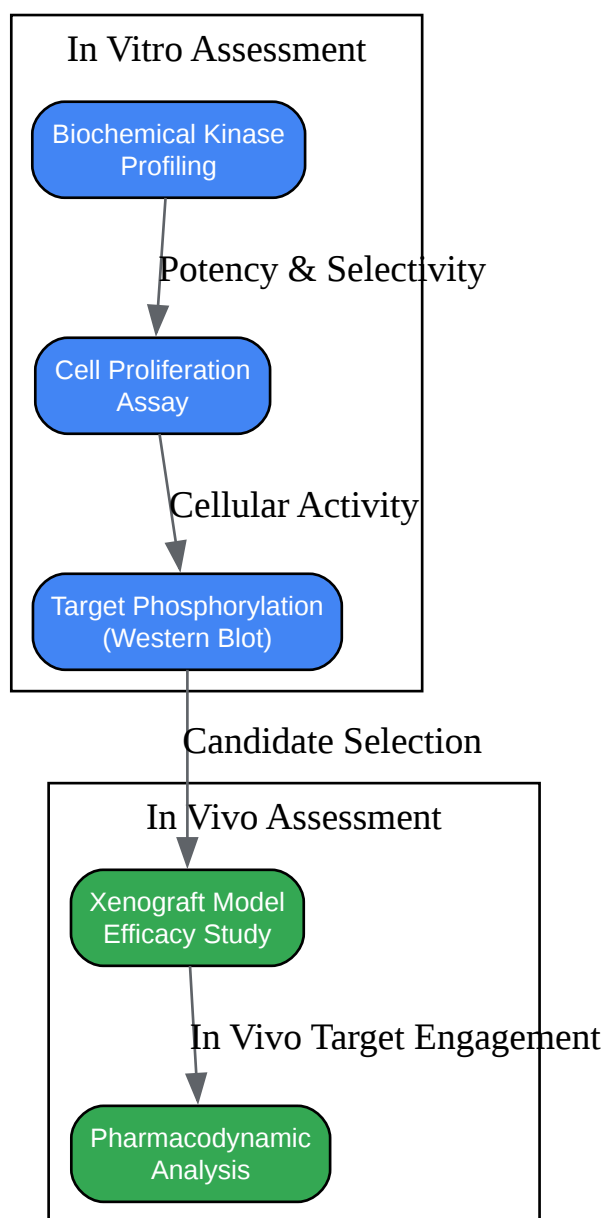 In Vitro Assessment
Biochemical Kinase
Profiling
Potency & Selectivity
Cell Proliferation
Assay
Cellular Activity
Target Phosphorylation
(Western Blot)
Candidate Selection
In Vivo Assessment
Xenograft Model
Efficacy Study
In Vivo Target Engagement
Pharmacodynamic
Analysis